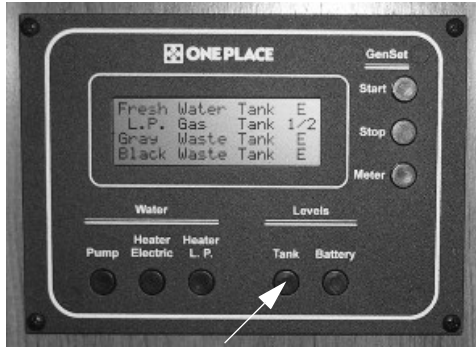 ONE PLACE
GenSet
Start
Fresh Water Tank E
L.P. Gas Tank 1/2
Gray Waste Tank E
Black Waste Tank E
Stop
Meter
Water
Levels
Pump
Heater Electric
Heater L. P.
Tank
Battery